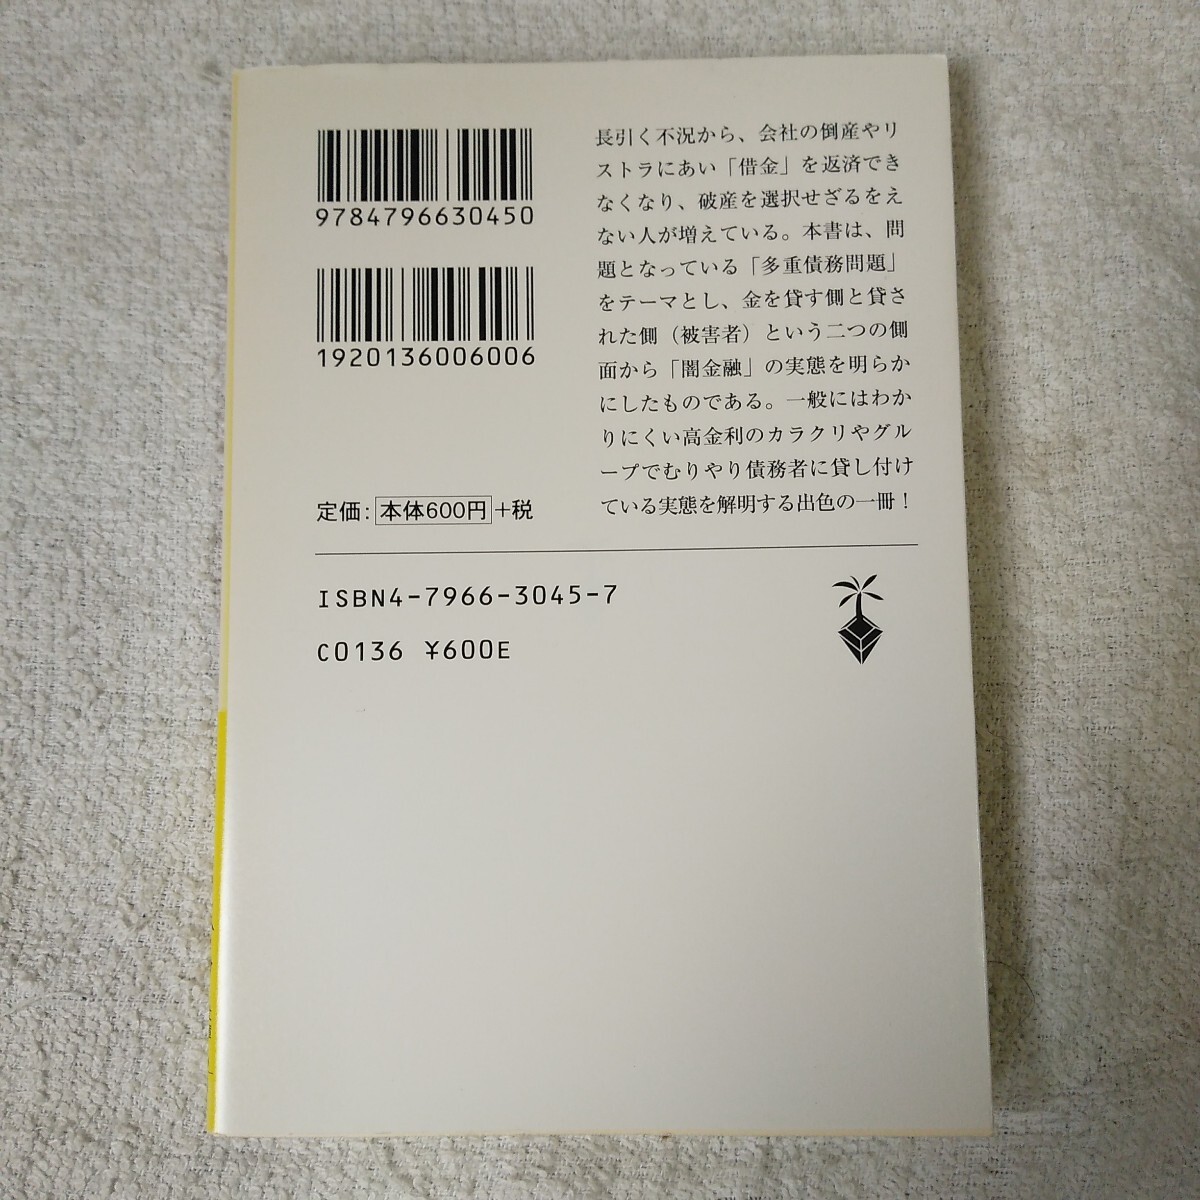 9784796630450
1920136006006
定価: 本体600円 +税
長引く不況から、会社の倒産やリ
ストラにあい「借金」を返済でき
なくなり、破産を選択せざるをえ
ない人が増えている。本書は、問
題となっている「多重債務問題」
をテーマとし、金を貸す側と貸さ
れた側（被害者）という二つの側
面から「闇金融」の実態を明らか
にしたものである。一般にはわか
りにくい高金利のカラクリやグル
ープでむりやり債務者に貸し付け
ている実態を解明する出色の一冊！
ISBN4-7966-3045-7
C0136 ¥600E